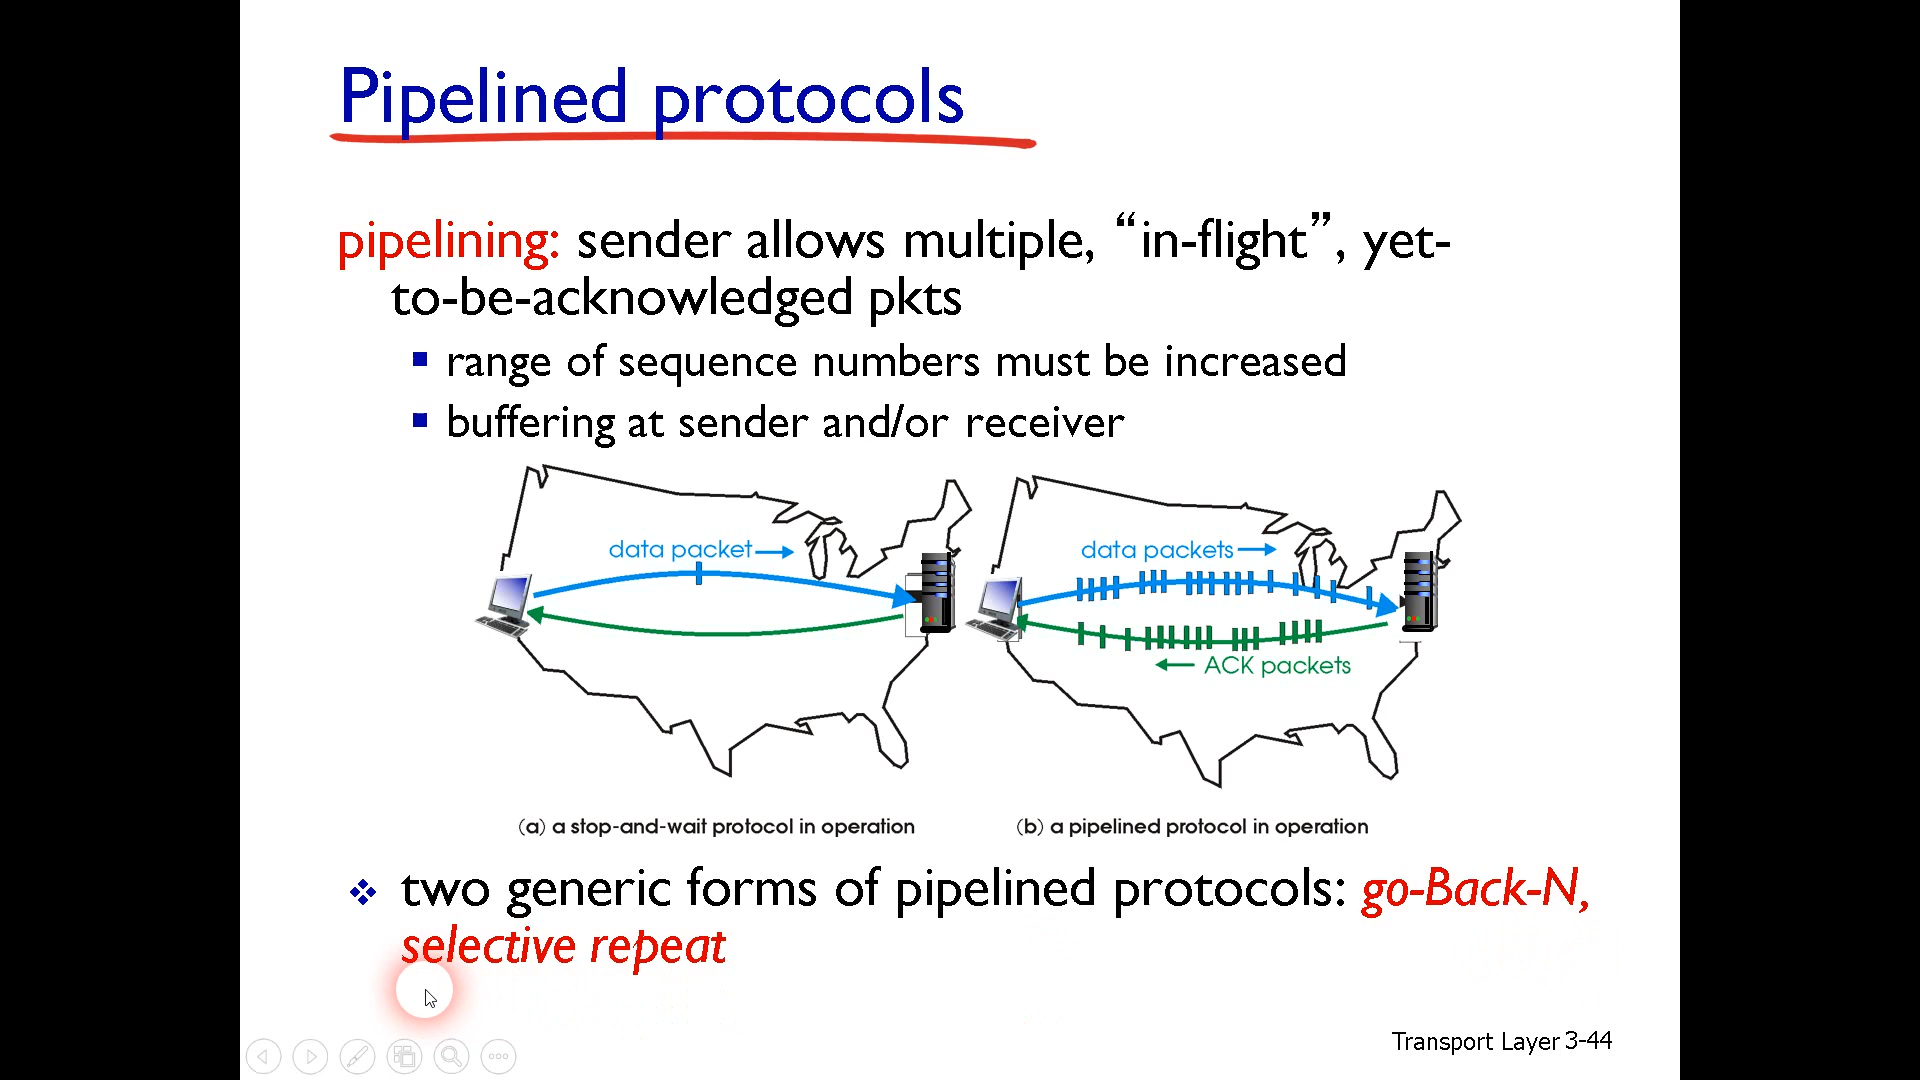 Pipelined protocols
pipelining: sender allows multiple, “in-flight”, yet-
to-be-acknowledged pkts
range of sequence numbers must be increased
buffering at sender and/or receiver
data packet
data packets
ACK packets
(a) a stop-and-wait protocol in operation
(b) a pipelined protocol in operation
two generic forms of pipelined protocols: go-Back-N,
selective repeat
Transport Layer 3-44